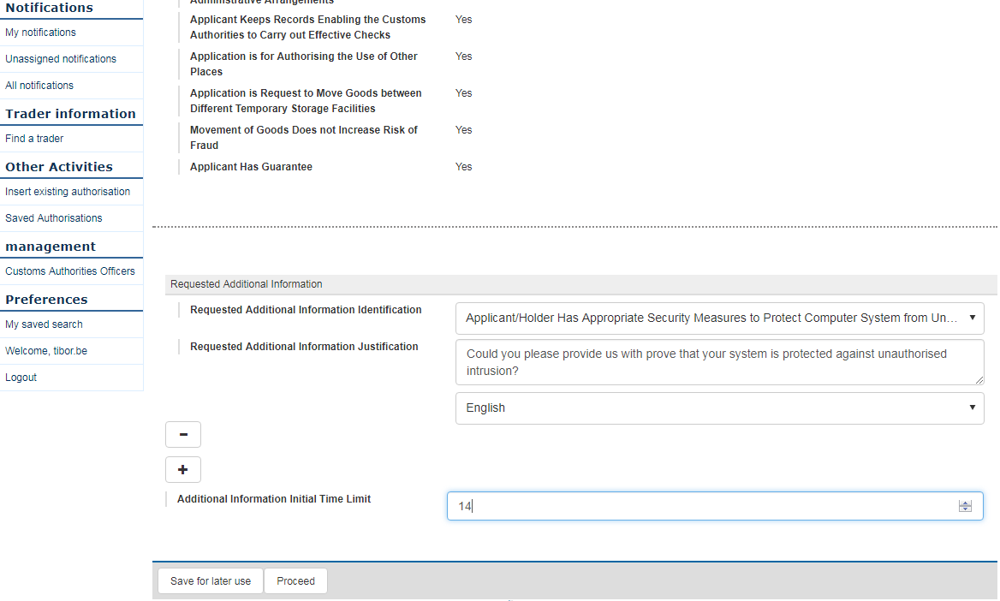 Notifications
My notifications
Unassigned notifications
All notifications
Trader information
Find a trader
Other Activities
Insert existing authorisation
Saved Authorisations
management
Customs Authorities Officers
Preferences
My saved search
Welcome, tibor.be
Logout
Administrative Arrangements
Applicant Keeps Records Enabling the Customs Yes
Authorities to Carry out Effective Checks
Application is for Authorising the Use of Other Yes
Places
Application is Request to Move Goods between Yes
Different Temporary Storage Facilities
Movement of Goods Does not Increase Risk of Yes
Fraud
Applicant Has Guarantee Yes
Requested Additional Information
Requested Additional Information Identification
Applicant/Holder Has Appropriate Security Measures to Protect Computer System from Un...
Requested Additional Information Justification
Could you please provide us with prove that your system is protected against unauthorised
intrusion?
English
-
+
Additional Information Initial Time Limit 14
Save for later use Proceed